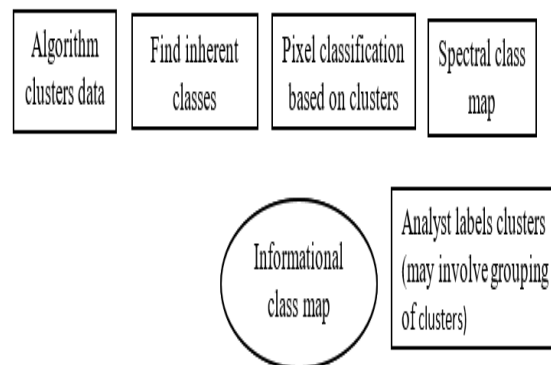 Algorithm
clusters data
Find inherent
classes
Pixel classification
based on clusters
Spectral class
map
Informational
class map
Analyst labels clusters
(may involve grouping
of clusters)